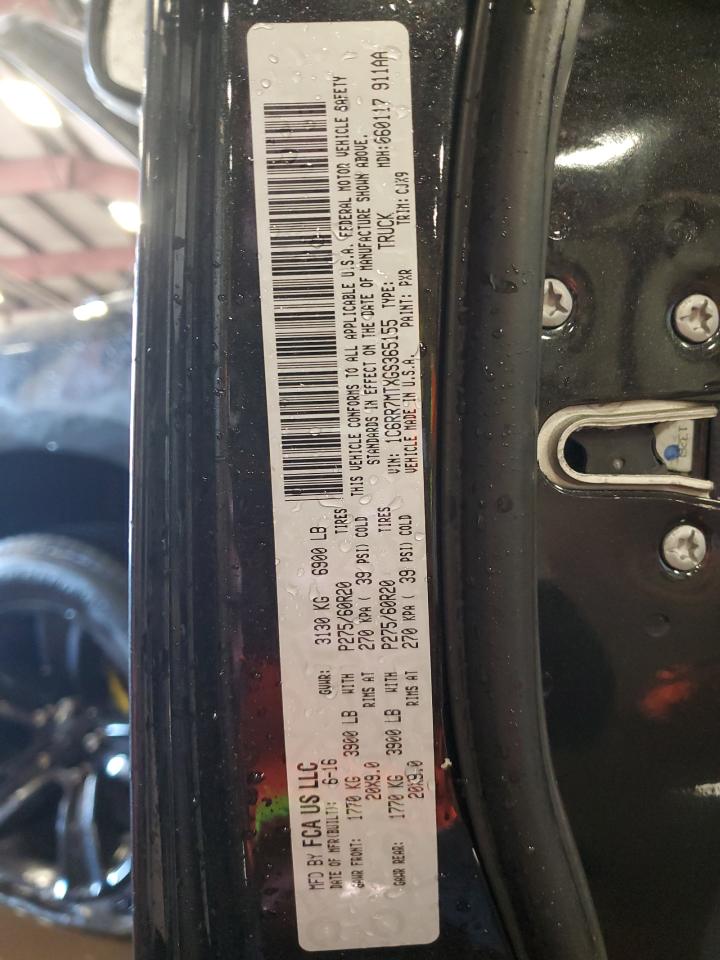 MFD BY FCA US LLC
DATE OF MFR(BUILT): 6-16 GVWR: 3130 KG 6900 LB
GAWR FRONT: 1770 KG 3900 LB WITH P275/60R20 TIRES
20X9.0 RIMS AT 270 KPA ( 39 PSI) COLD
GAWR REAR: 1770 KG 3900 LB WITH P275/60R20 TIRES
20X9.0 RIMS AT 270 KPA ( 39 PSI) COLD
THIS VEHICLE CONFORMS TO ALL APPLICABLE U.S.A. FEDERAL MOTOR VEHICLE SAFETY
STANDARDS IN EFFECT ON THE DATE OF MANUFACTURE SHOWN ABOVE.
VIN: 1C6RR7MTXGS365155 TYPE: TRUCK MDH:060117 911AA
VEHICLE MADE IN U.S.A. PAINT: PXR TRIM: CJX9